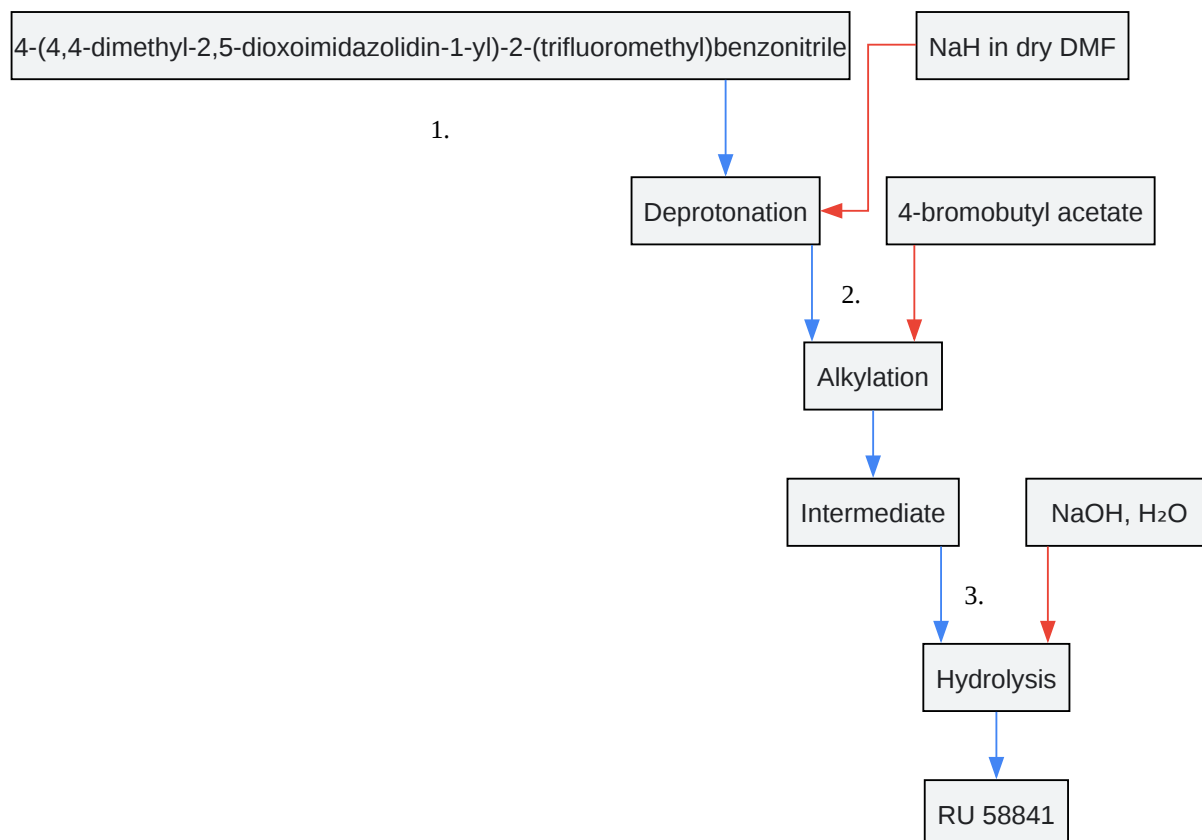 4-(4,4-dimethyl-2,5-dioxoimidazolidin-1-yl)-2-(trifluoromethyl)benzonitrile
NaH in dry DMF
1.
Deprotonation
4-bromobutyl acetate
2.
Alkylation
Intermediate
NaOH, H₂O
3.
Hydrolysis
RU 58841